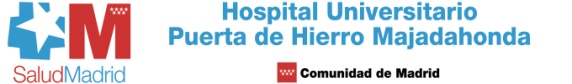 Hospital Universitario
Puerta de Hierro Majadahonda
M
SaludMadrid
Comunidad de Madrid